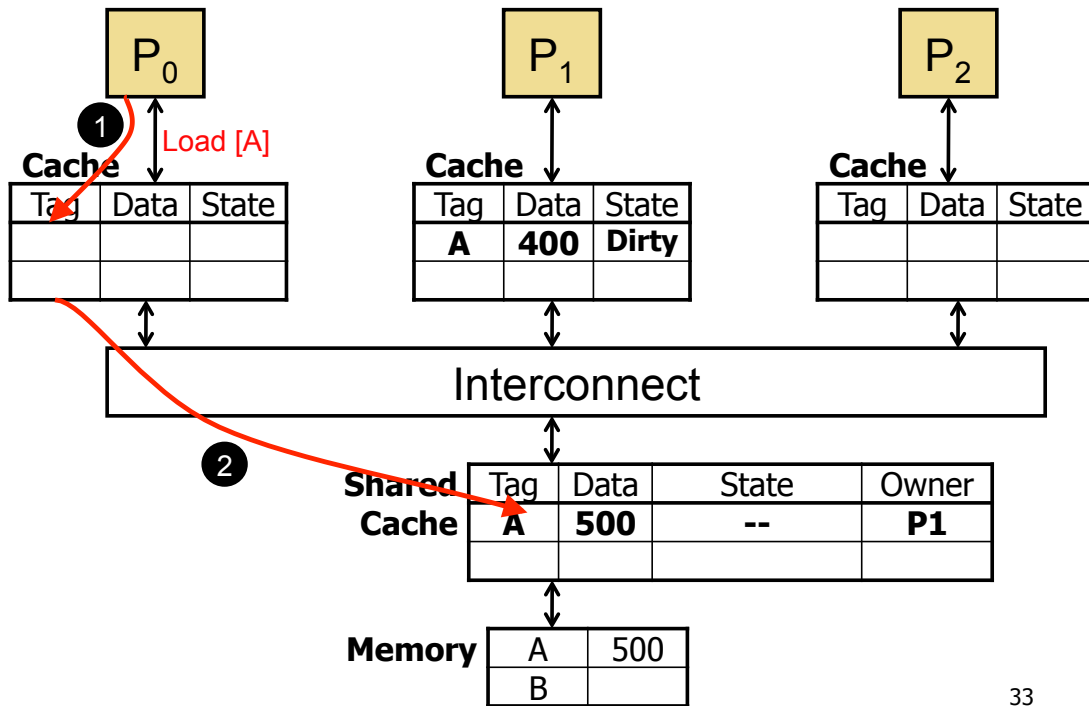 P0 P1 P2
1 Load [A]
Cache Cache Cache
Tag Data State Tag Data State Tag Data State
A 400 Dirty
Interconnect
2
Shared Tag Data State Owner
Cache A 500 -- P1
Memory A 500
B
33